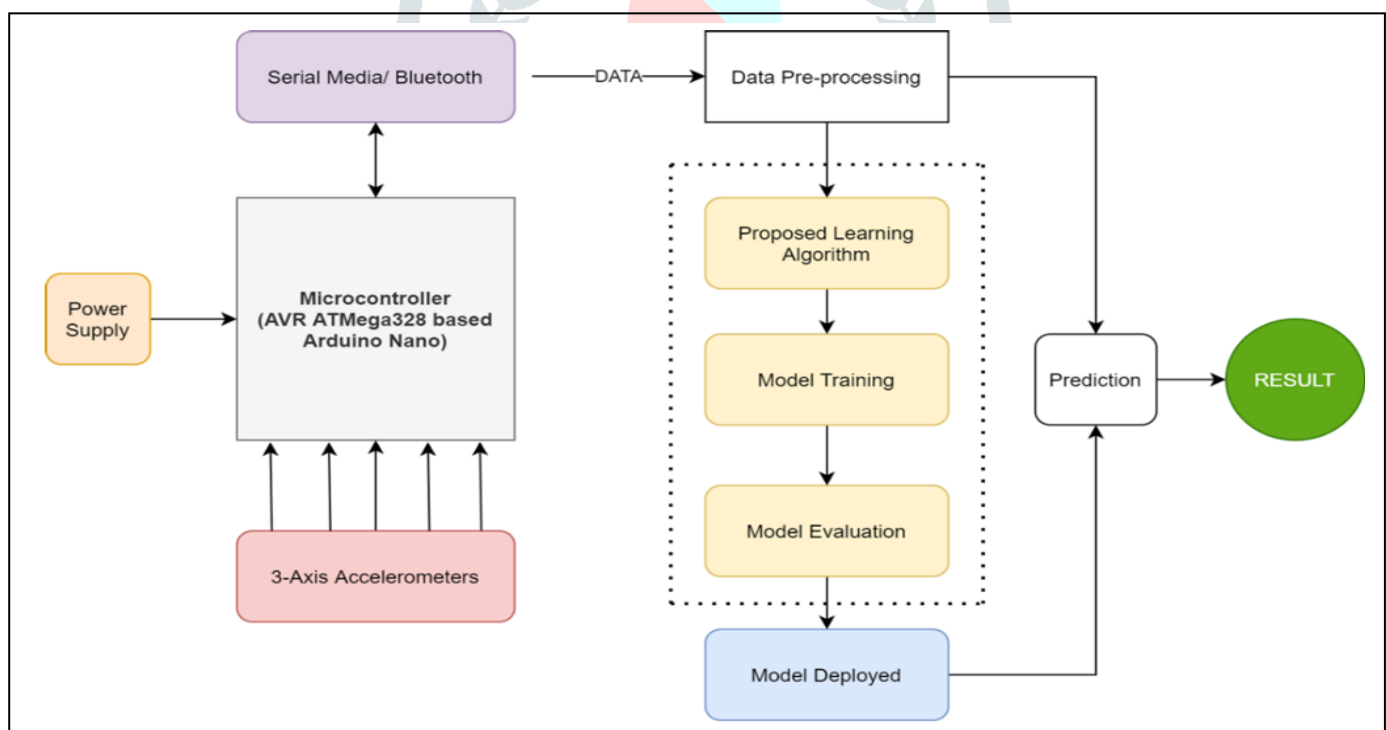 Serial Media/ Bluetooth
DATA
Data Pre-processing
Proposed Learning
Algorithm
Power
Supply
Microcontroller
(AVR ATMega328 based
Arduino Nano)
Model Training
Prediction
RESULT
Model Evaluation
3-Axis Accelerometers
Model Deployed